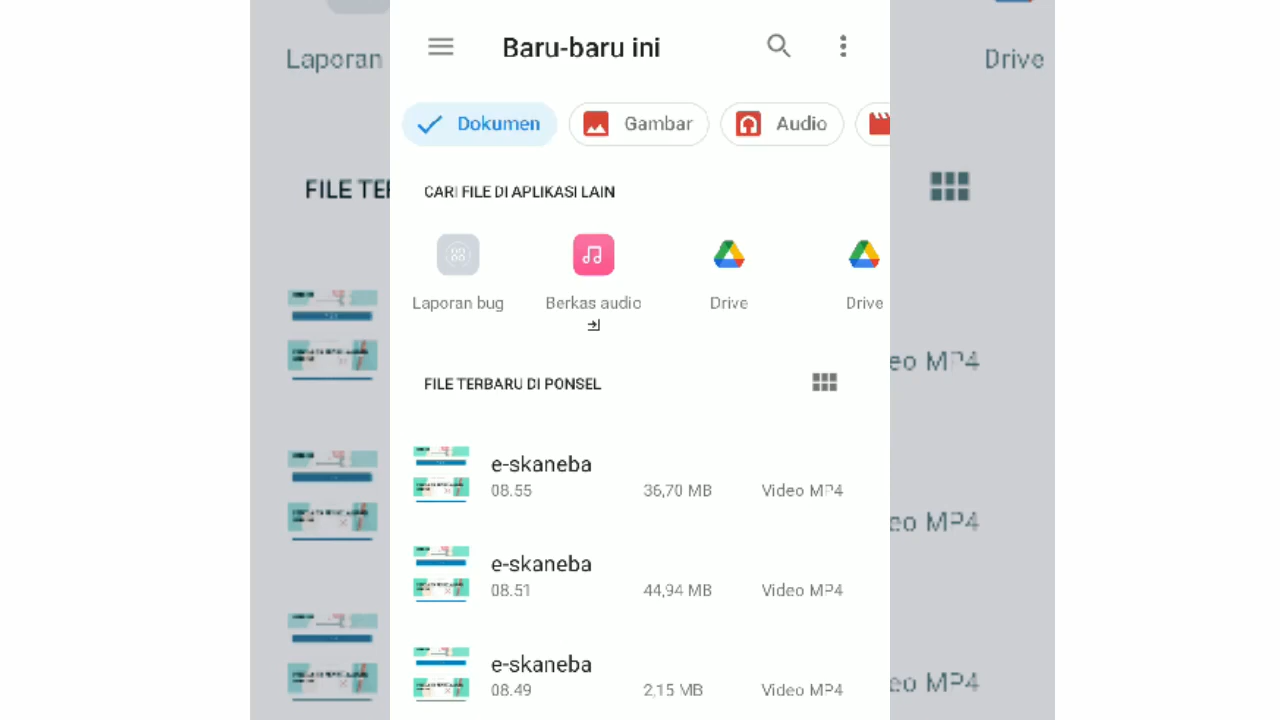 Baru-baru ini
Laporan
Drive
Dokumen
Gambar
Audio
FILE TER
CARI FILE DI APLIKASI LAIN
Laporan bug
Berkas audio
Drive
Drive
FILE TERBARU DI PONSEL
eo MP4
e-skaneba
08.55 36,70 MB Video MP4
eo MP4
e-skaneba
08.51 44,94 MB Video MP4
e-skaneba
08.49 2,15 MB Video MP4
eo MP4